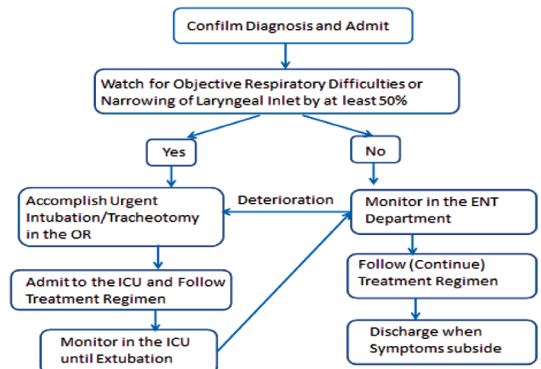 Confilm Diagnosis and Admit
Watch for Objective Respiratory Difficulties or
Narrowing of Laryngeal Inlet by at least 50%
Yes
No
Accomplish Urgent
Intubation/Tracheotomy
in the OR
Deterioration
Monitor in the ENT
Department
Admit to the ICU and Follow
Treatment Regimen
Follow (Continue)
Treatment Regimen
Monitor in the ICU
until Extubation
Discharge when
Symptoms subside